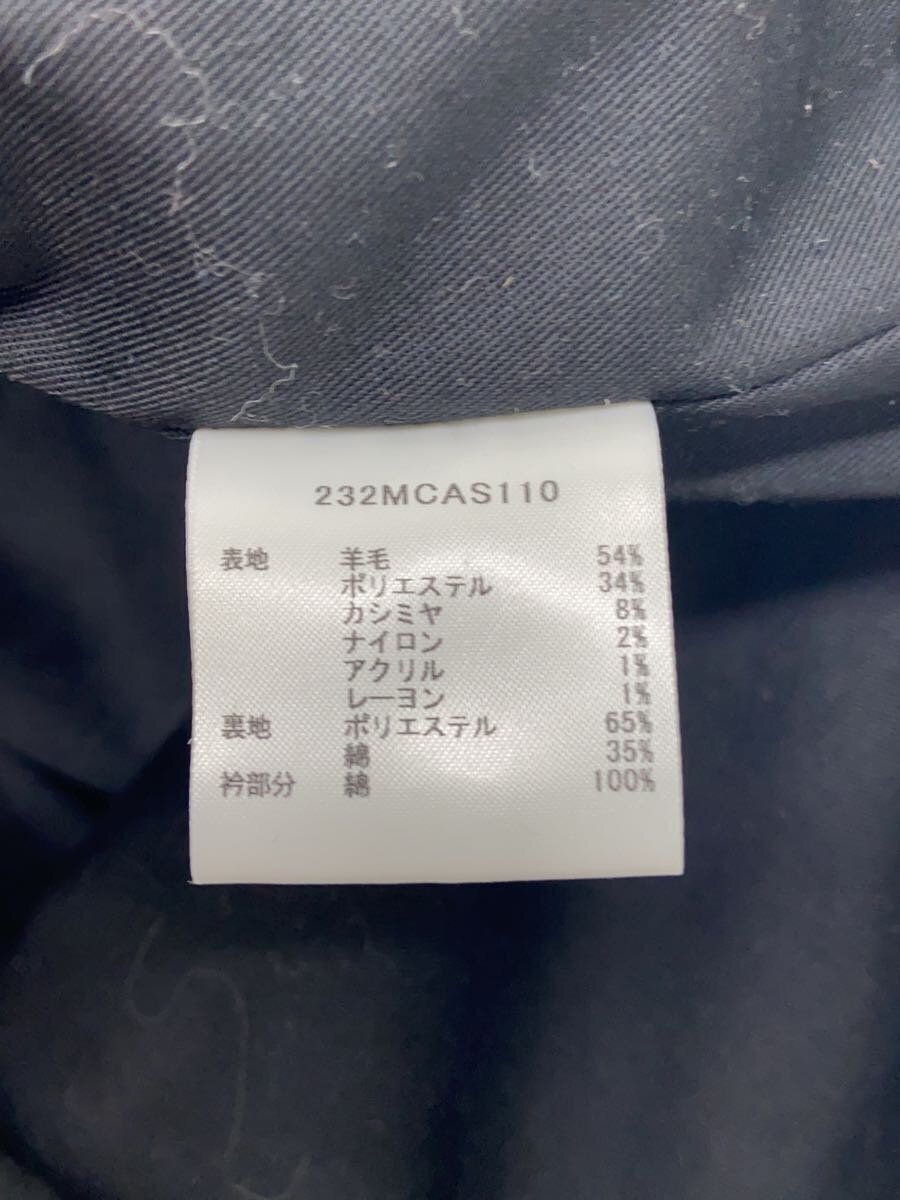 232MCAS110
表地 羊毛 54%
ポリエステル 34%
カシミヤ 8%
ナイロン 2%
アクリル 1%
レーヨン 1%
裏地 ポリエステル 65%
綿 35%
衿部分 綿 100%